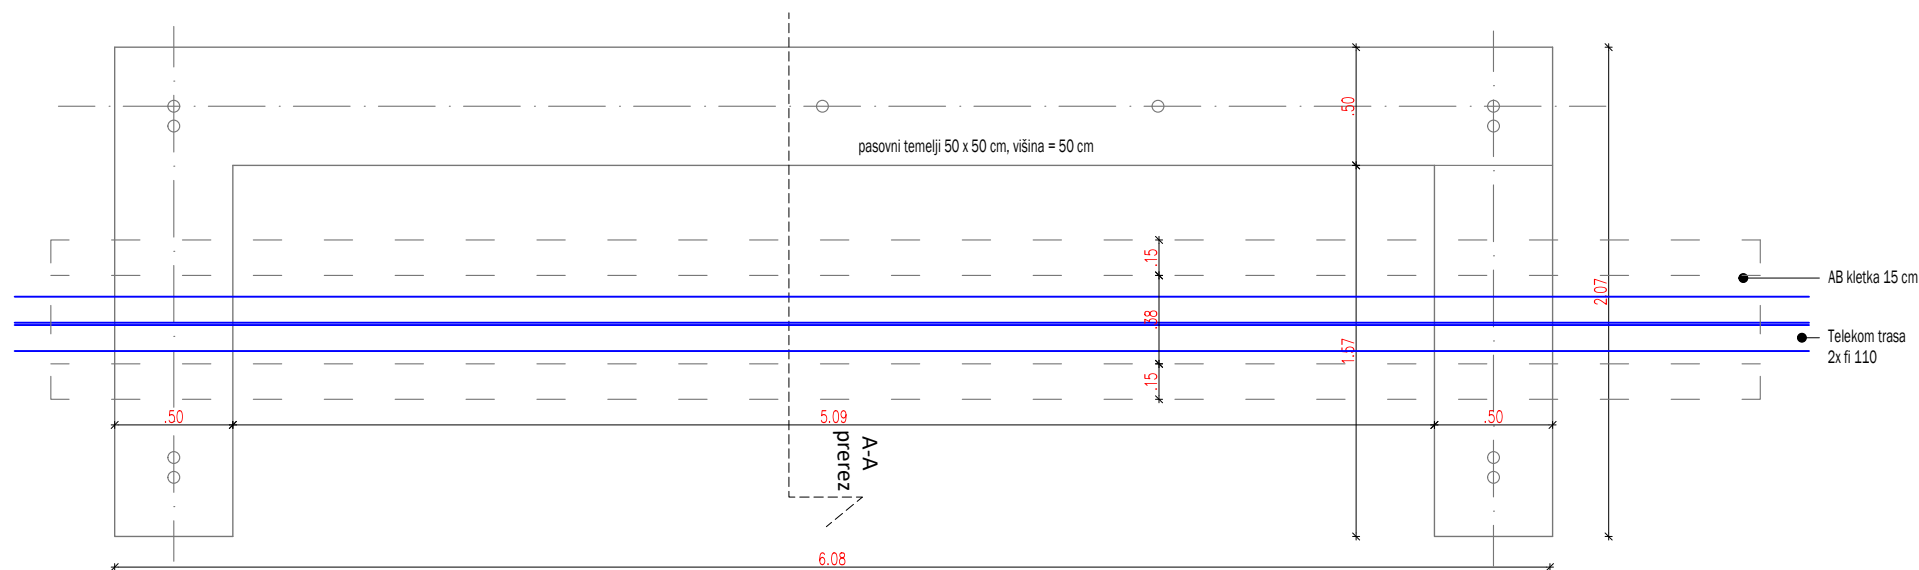 .50
pasovni temelji 50 x 50 cm, višina = 50 cm
.15
AB kletka 15 cm
2.07
.38
Telekom trasa
2x fi 110
1.57
.15
.50
5.09
.50
A-A
prerez
6.08